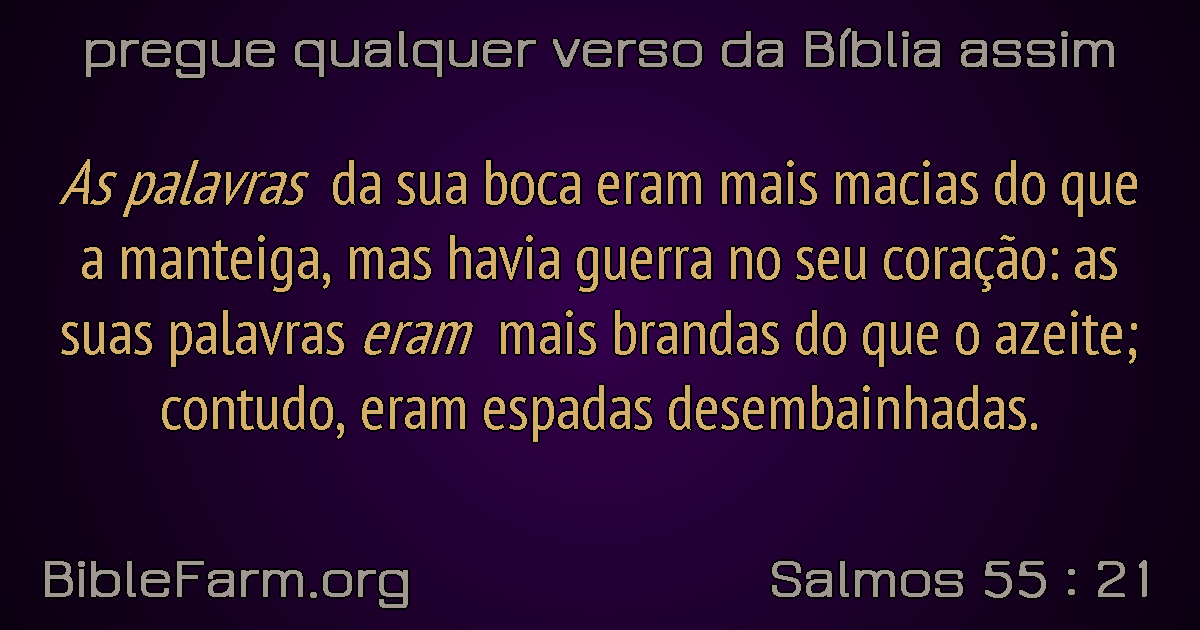 pregue qualquer verso da Bíblia assim
As palavras da sua boca eram mais macias do que
a manteiga, mas havia guerra no seu coração: as
suas palavras eram mais brandas do que o azeite;
contudo, eram espadas desembainhadas.
BibleFarm.org
Salmos 55 : 21